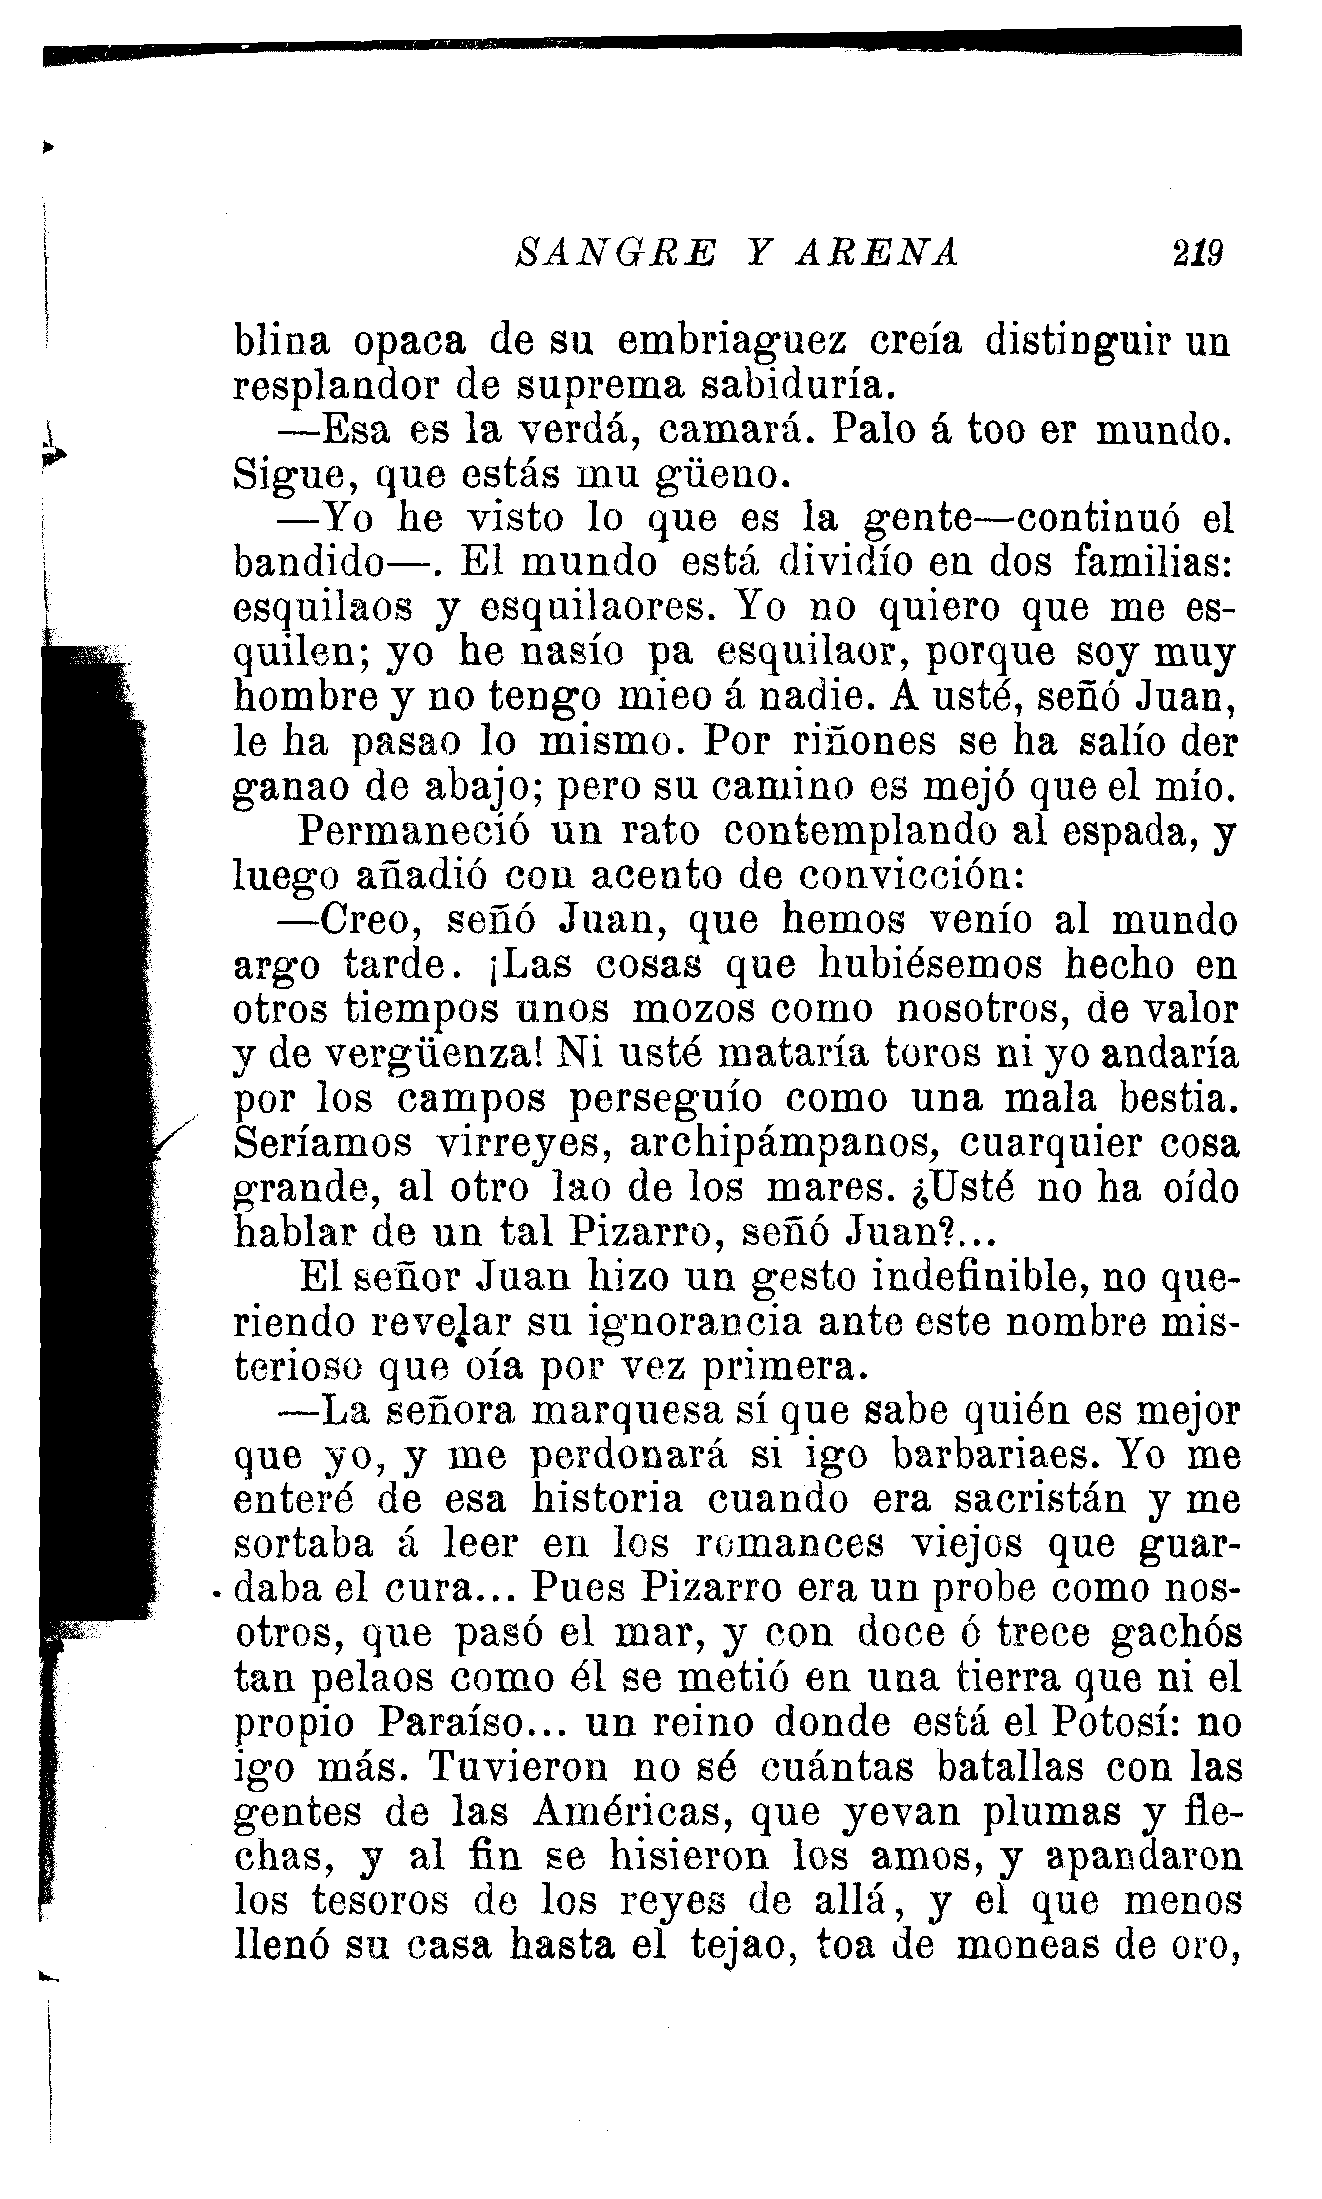 SANGRE Y ARENA 219
blina opaca de su embriaguez creía distinguir un
resplandor de suprema sabiduría.
—Esa es la verdá, camará. Palo á too er mundo.
Sigue, que estás mu güeno.
—Yo he visto lo que es la gente—continuó el
bandido—. El mundo está dividío en dos familias:
esquilaos y esquilaores. Yo no quiero que me es-
quilen; yo he nasío pa esquilaor, porque soy muy
hombre y no tengo mieo á nadie. A usté, señó Juan,
le ha pasao lo mismo. Por riñones se ha salío der
ganao de abajo; pero su camino es mejó que el mío.
Permaneció un rato contemplando al espada, y
luego añadió con acento de convicción:
—Creo, señó Juan, que hemos venío al mundo
argo tarde. ¡Las cosas que hubiésemos hecho en
otros tiempos unos mozos como nosotros, de valor
y de vergüenza! Ni usté mataría toros ni yo andaría
por los campos perseguío como una mala bestia.
Seríamos virreyes, archipámpanos, cuarquier cosa
grande, al otro lao de los mares. ¿Usté no ha oído
hablar de un tal Pizarro, señó Juan?...
El señor Juan hizo un gesto indefinible, no que-
riendo revelar su ignorancia ante este nombre mis-
terioso que oía por vez primera.
—La señora marquesa sí que sabe quién es mejor
que yo, y me perdonará si igo barbariaes. Yo me
enteré de esa historia cuando era sacristán y me
sortaba á leer en los romances viejos que guar-
daba el cura... Pues Pizarro era un probe como nos-
otros, que pasó el mar, y con doce ó trece gachós
tan pelaos como él se metió en una tierra que ni el
propio Paraíso... un reino donde está el Potosí: no
igo más. Tuvieron no sé cuántas batallas con las
gentes de las Américas, que yevan plumas y fle-
chas, y al fin se hisieron los amos, y apandaron
los tesoros de los reyes de allá, y el que menos
llenó su casa hasta el tejao, toa de moneas de oro,